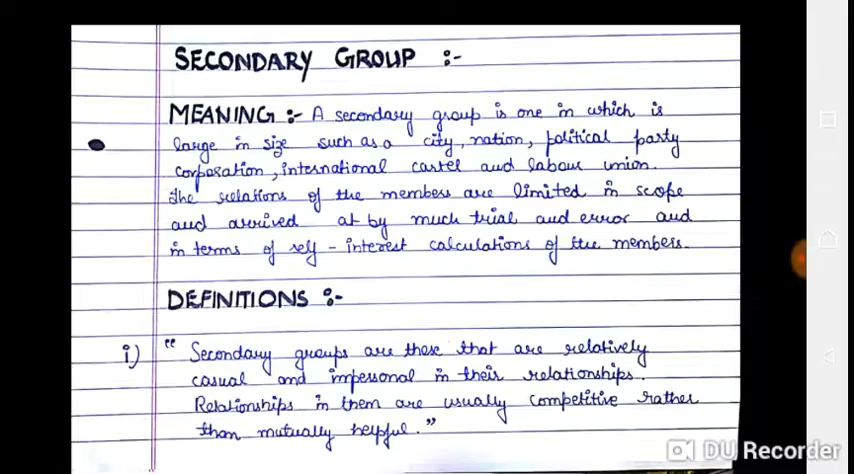 SECONDARY GROUP :-
MEANING :- A secondary group is one in which is
large in size such as a city, nation, political party
corporation, international cartel and labour union.
The relations of the members are limited in scope
and arrived at by much trial and error and
in terms of self-interest calculations of the members.
DEFINITIONS :-
i) " Secondary groups are these that are relatively
casual and impersonal in their relationships.
Relationships in them are usually competitive rather
than mutually helpful."
DU Recorder